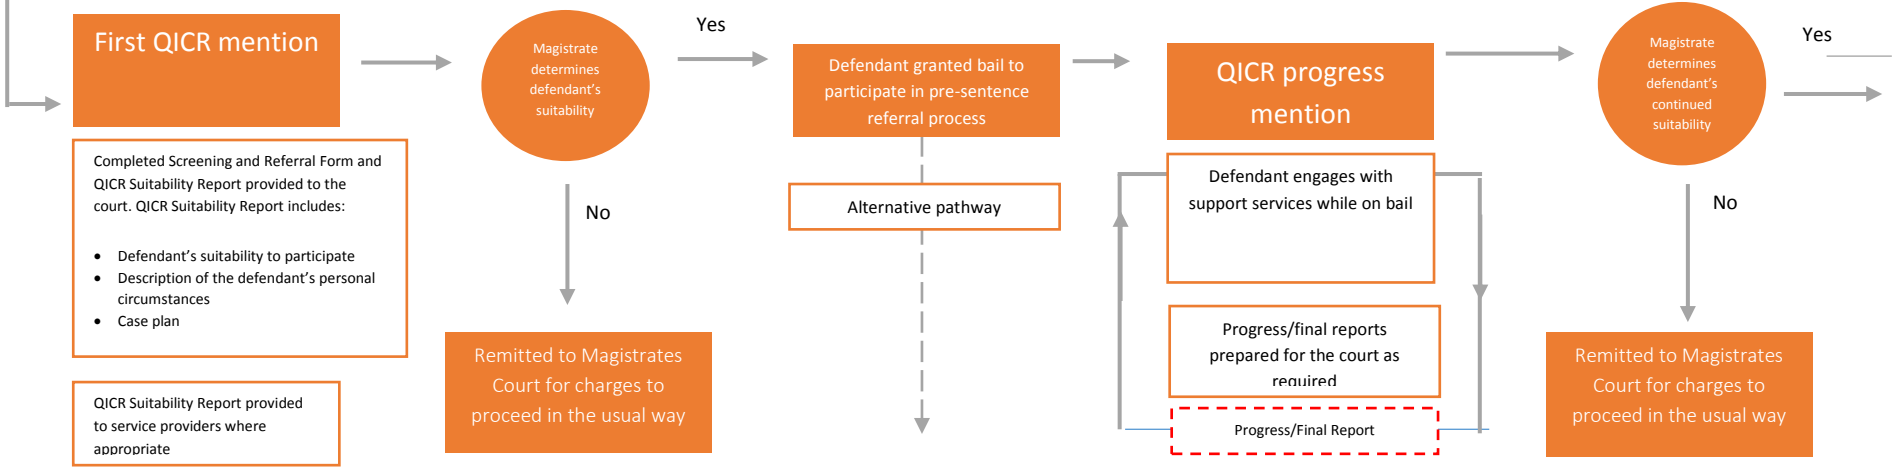 First QICR mention
Completed Screening and Referral Form and
QICR Suitability Report provided to the
court. QICR Suitability Report includes:
• Defendant’s suitability to participate
• Description of the defendant’s personal
circumstances
• Case plan
QICR Suitability Report provided
to service providers where
appropriate
Magistrate
determines
defendant’s
suitability
Yes
No
Remitted to Magistrates
Court for charges to
proceed in the usual way
Defendant granted bail to
participate in pre-sentence
referral process
Alternative pathway
QICR progress
mention
Defendant engages with
support services while on bail
Progress/final reports
prepared for the court as
required
Progress/Final Report
Magistrate
determines
defendant’s
continued
suitability
Yes
No
Remitted to Magistrates
Court for charges to
proceed in the usual way